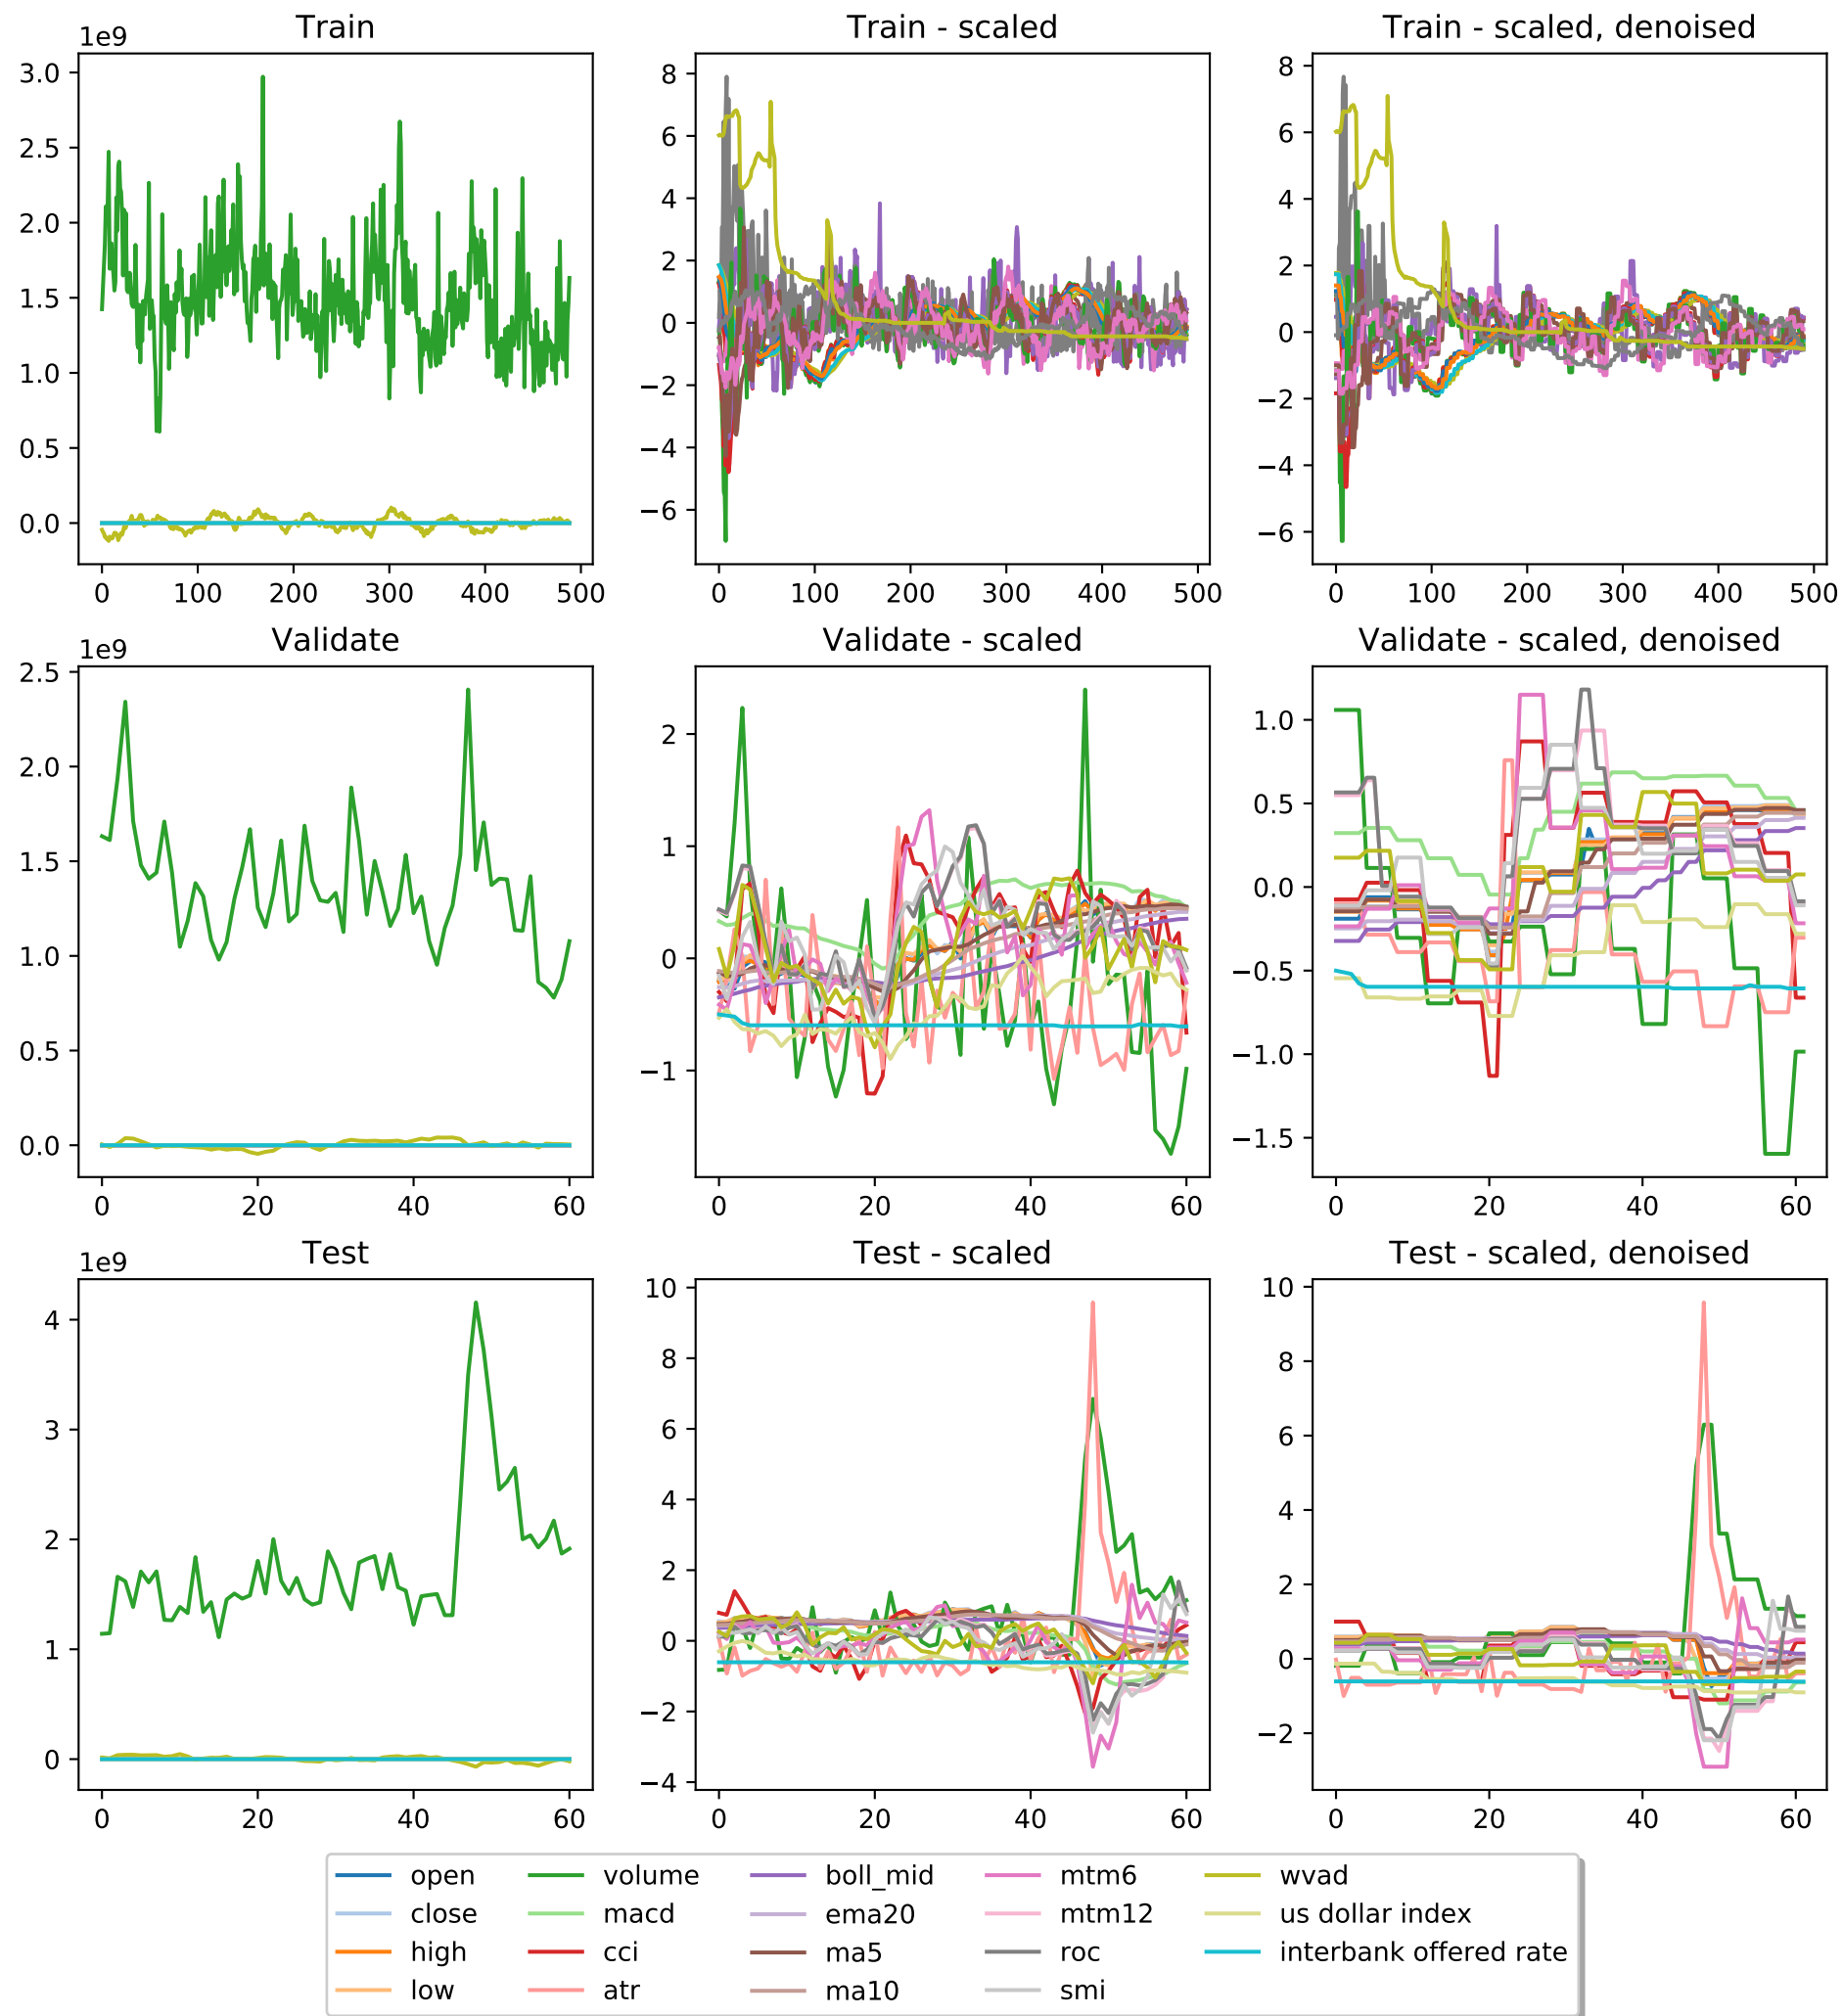 Train
Train - scaled
Train - scaled, denoised
1e9
3.0
2.5
2.0
1.5
1.0
0.5
0.0
0 100 200 300 400 500
8
6
4
2
0
−2
−4
−6
0 100 200 300 400 500
8
6
4
2
0
−2
−4
−6
0 100 200 300 400 500
Validate
Validate - scaled
Validate - scaled, denoised
1e9
2.5
2.0
1.5
1.0
0.5
0.0
0 20 40 60
2
1
0
−1
0 20 40 60
1.0
0.5
0.0
−0.5
−1.0
−1.5
0 20 40 60
Test
Test - scaled
Test - scaled, denoised
1e9
4
3
2
1
0
0 20 40 60
10
8
6
4
2
0
−2
−4
0 20 40 60
10
8
6
4
2
0
−2
0 20 40 60
open
close
high
low
volume
macd
cci
atr
boll_mid
ema20
ma5
ma10
mtm6
mtm12
roc
smi
wvad
us dollar index
interbank offered rate